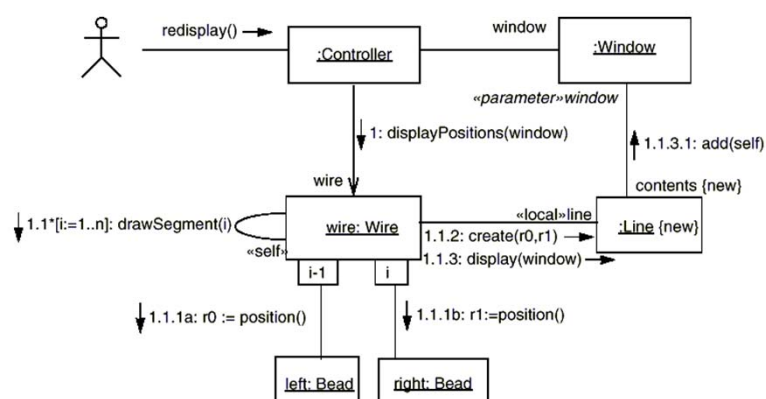 redisplay()
:Controller
window
:Window
«parameter»window
1: displayPositions(window)
1.1.3.1: add(self)
wire
contents {new}
1.1*[i:=1..n]: drawSegment(i)
wire: Wire
«local»line
:Line {new}
1.1.2: create(r0,r1)
«self»
1.1.3: display(window)
i-1
i
1.1.1a: r0 := position()
1.1.1b: r1:=position()
left: Bead
right: Bead